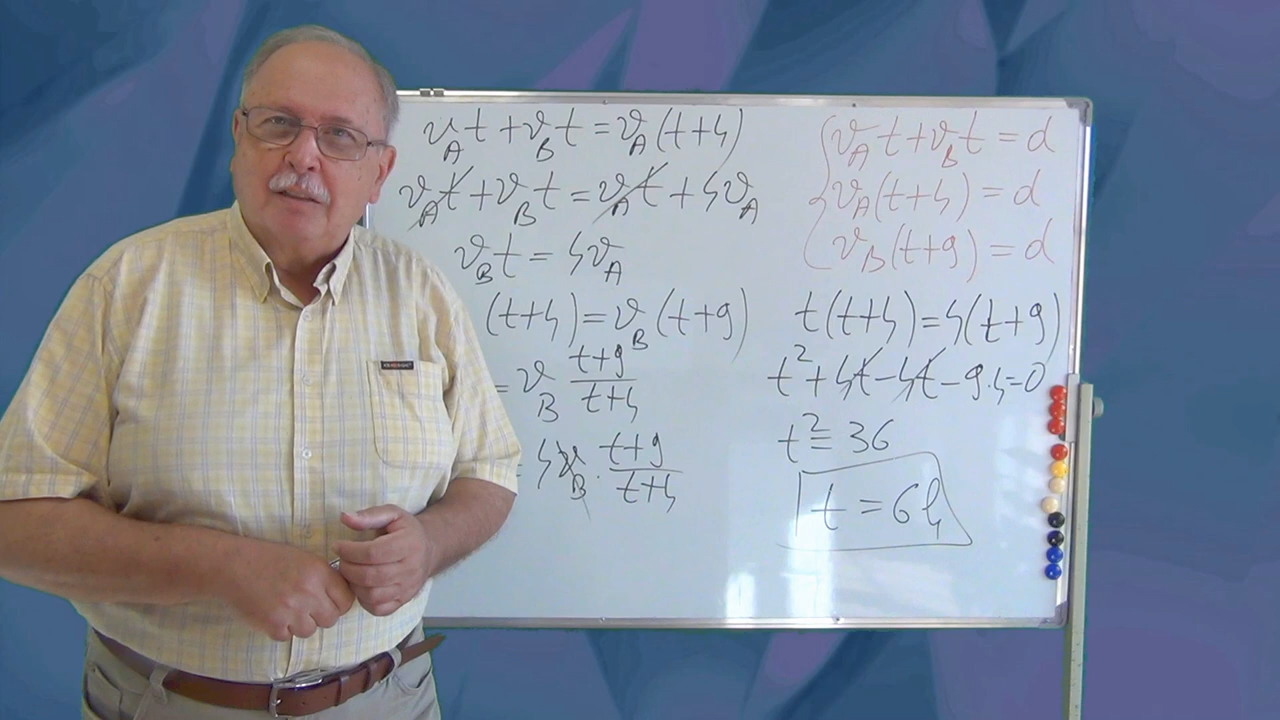 v_A t + v_B t = v_A (t+4)
v_A t + v_B t = v_A t + 4v_A
v_B t = 4v_A
(t+4) = v_B (t+9)
= v_B (t+9)/(t+4)
= 4v_B · (t+9)/(t+4)
v_A t + v_B t = d
v_A (t+4) = d
v_B (t+9) = d
t(t+4) = 4(t+9)
t² + 4t - 4t - 9·4 = 0
t² = 36
t = 6h